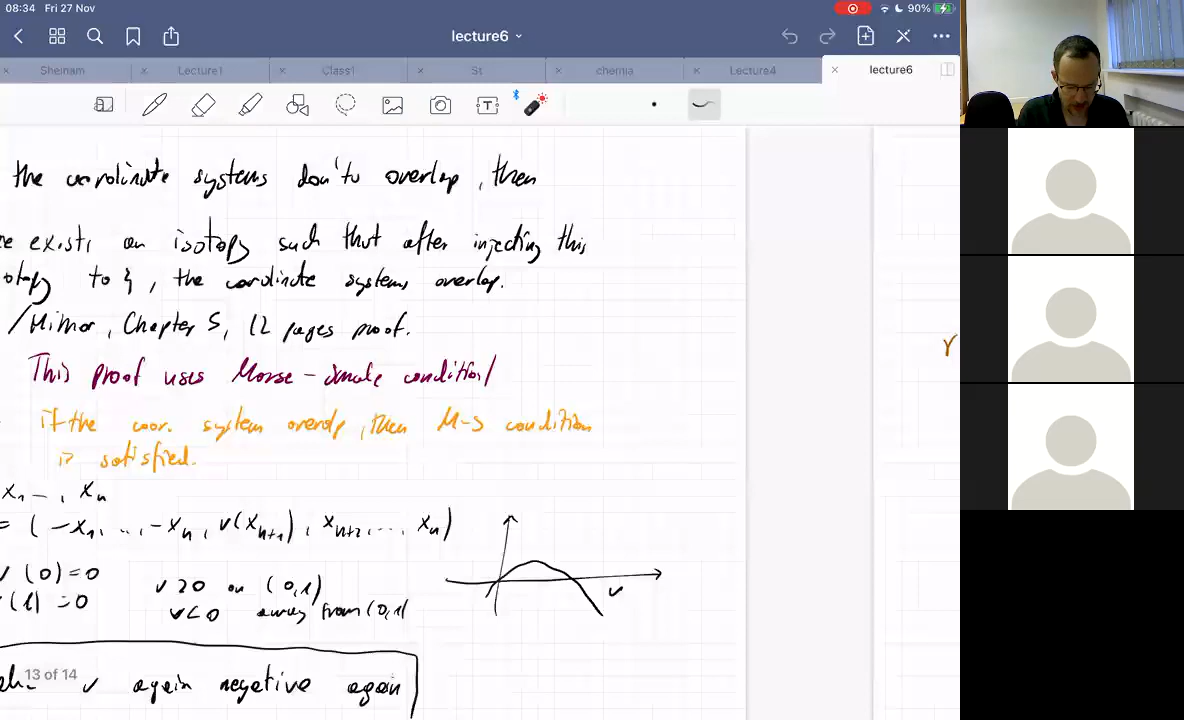 08:34 Fri 27 Nov
90%
lecture6
Sheinam
Lecture1
Class1
St
chernia
Lecture4
lecture6
the coordinate systems don't overlap, then
exists an isotopy such that after injecting this
to ξ, the coordinate systems overlap.
/Milnor, Chapter 5, 12 pages proof.
This proof uses Morse-Smale condition/
if the coor. system overlap, then M-S condition
is satisfied.
x₁ - , xₙ
= (-x₁, ..., -xₙ, v(xₙ₊₁), xₙ₊₂, ..., xₙ)
v(0)=0
v≥0 on (0,1)
v(1)=0
v<0 away from (0,1)
v
v again negative again
13 of 14